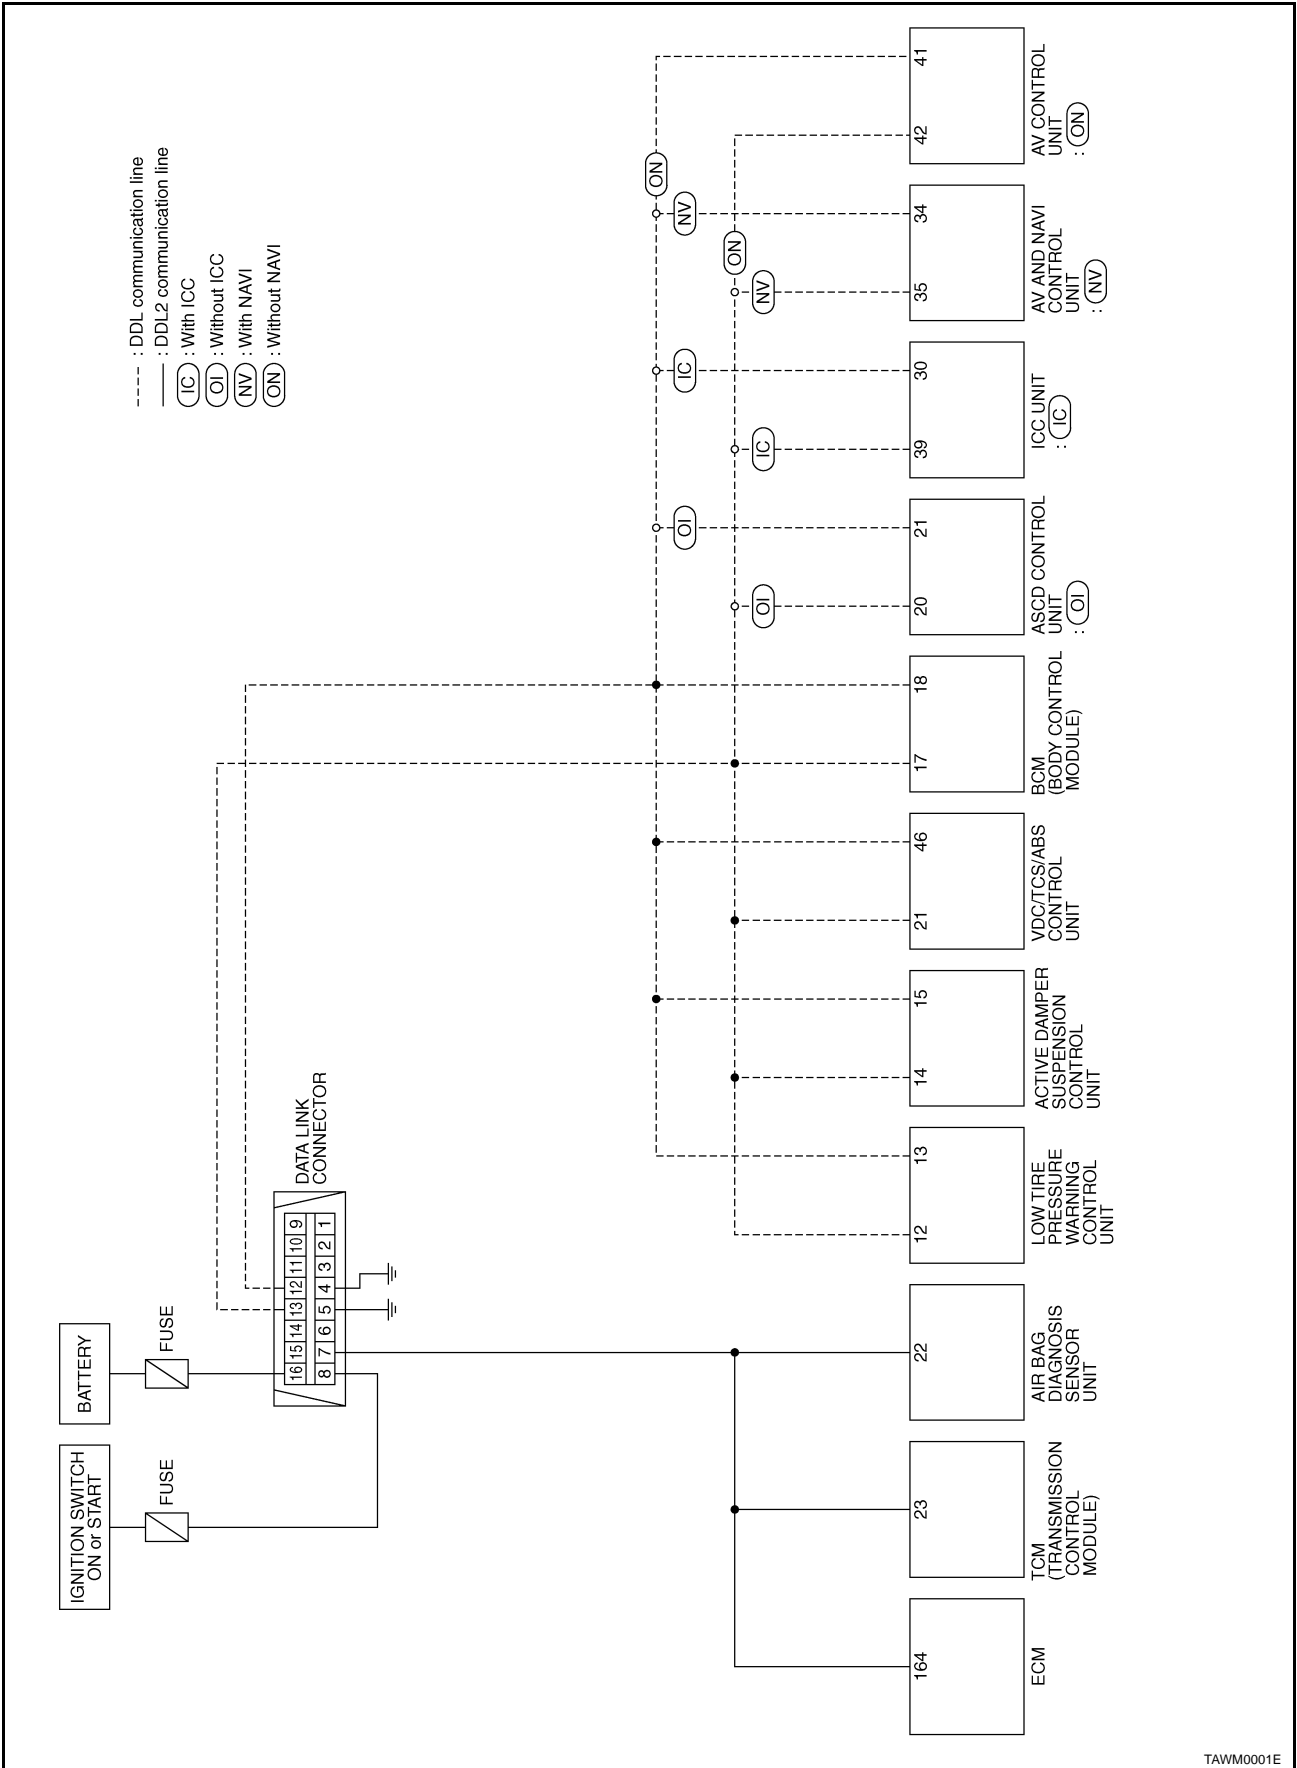 IGNITION SWITCH
ON or START
BATTERY
FUSE
FUSE
DATA LINK
CONNECTOR
16 15 14 13 12 11 10 9
8 7 6 5 4 3 2 1
: DDL communication line
: DDL2 communication line
IC : With ICC
OI : Without ICC
NV : With NAVI
ON : Without NAVI
ON
NV
IC
OI
ON
NV
IC
OI
164
ECM
23
TCM
(TRANSMISSION
CONTROL
MODULE)
22
AIR BAG
DIAGNOSIS
SENSOR
UNIT
12 13
LOW TIRE
PRESSURE
WARNING
CONTROL
UNIT
14 15
ACTIVE DAMPER
SUSPENSION
CONTROL
UNIT
21 46
VDC/TCS/ABS
CONTROL
UNIT
17 18
BCM
(BODY CONTROL
MODULE)
20 21
ASCD CONTROL
UNIT
: OI
39 30
ICC UNIT
: IC
35 34
AV AND NAVI
CONTROL
UNIT
: NV
42 41
AV CONTROL
UNIT
: ON
TAWM0001E